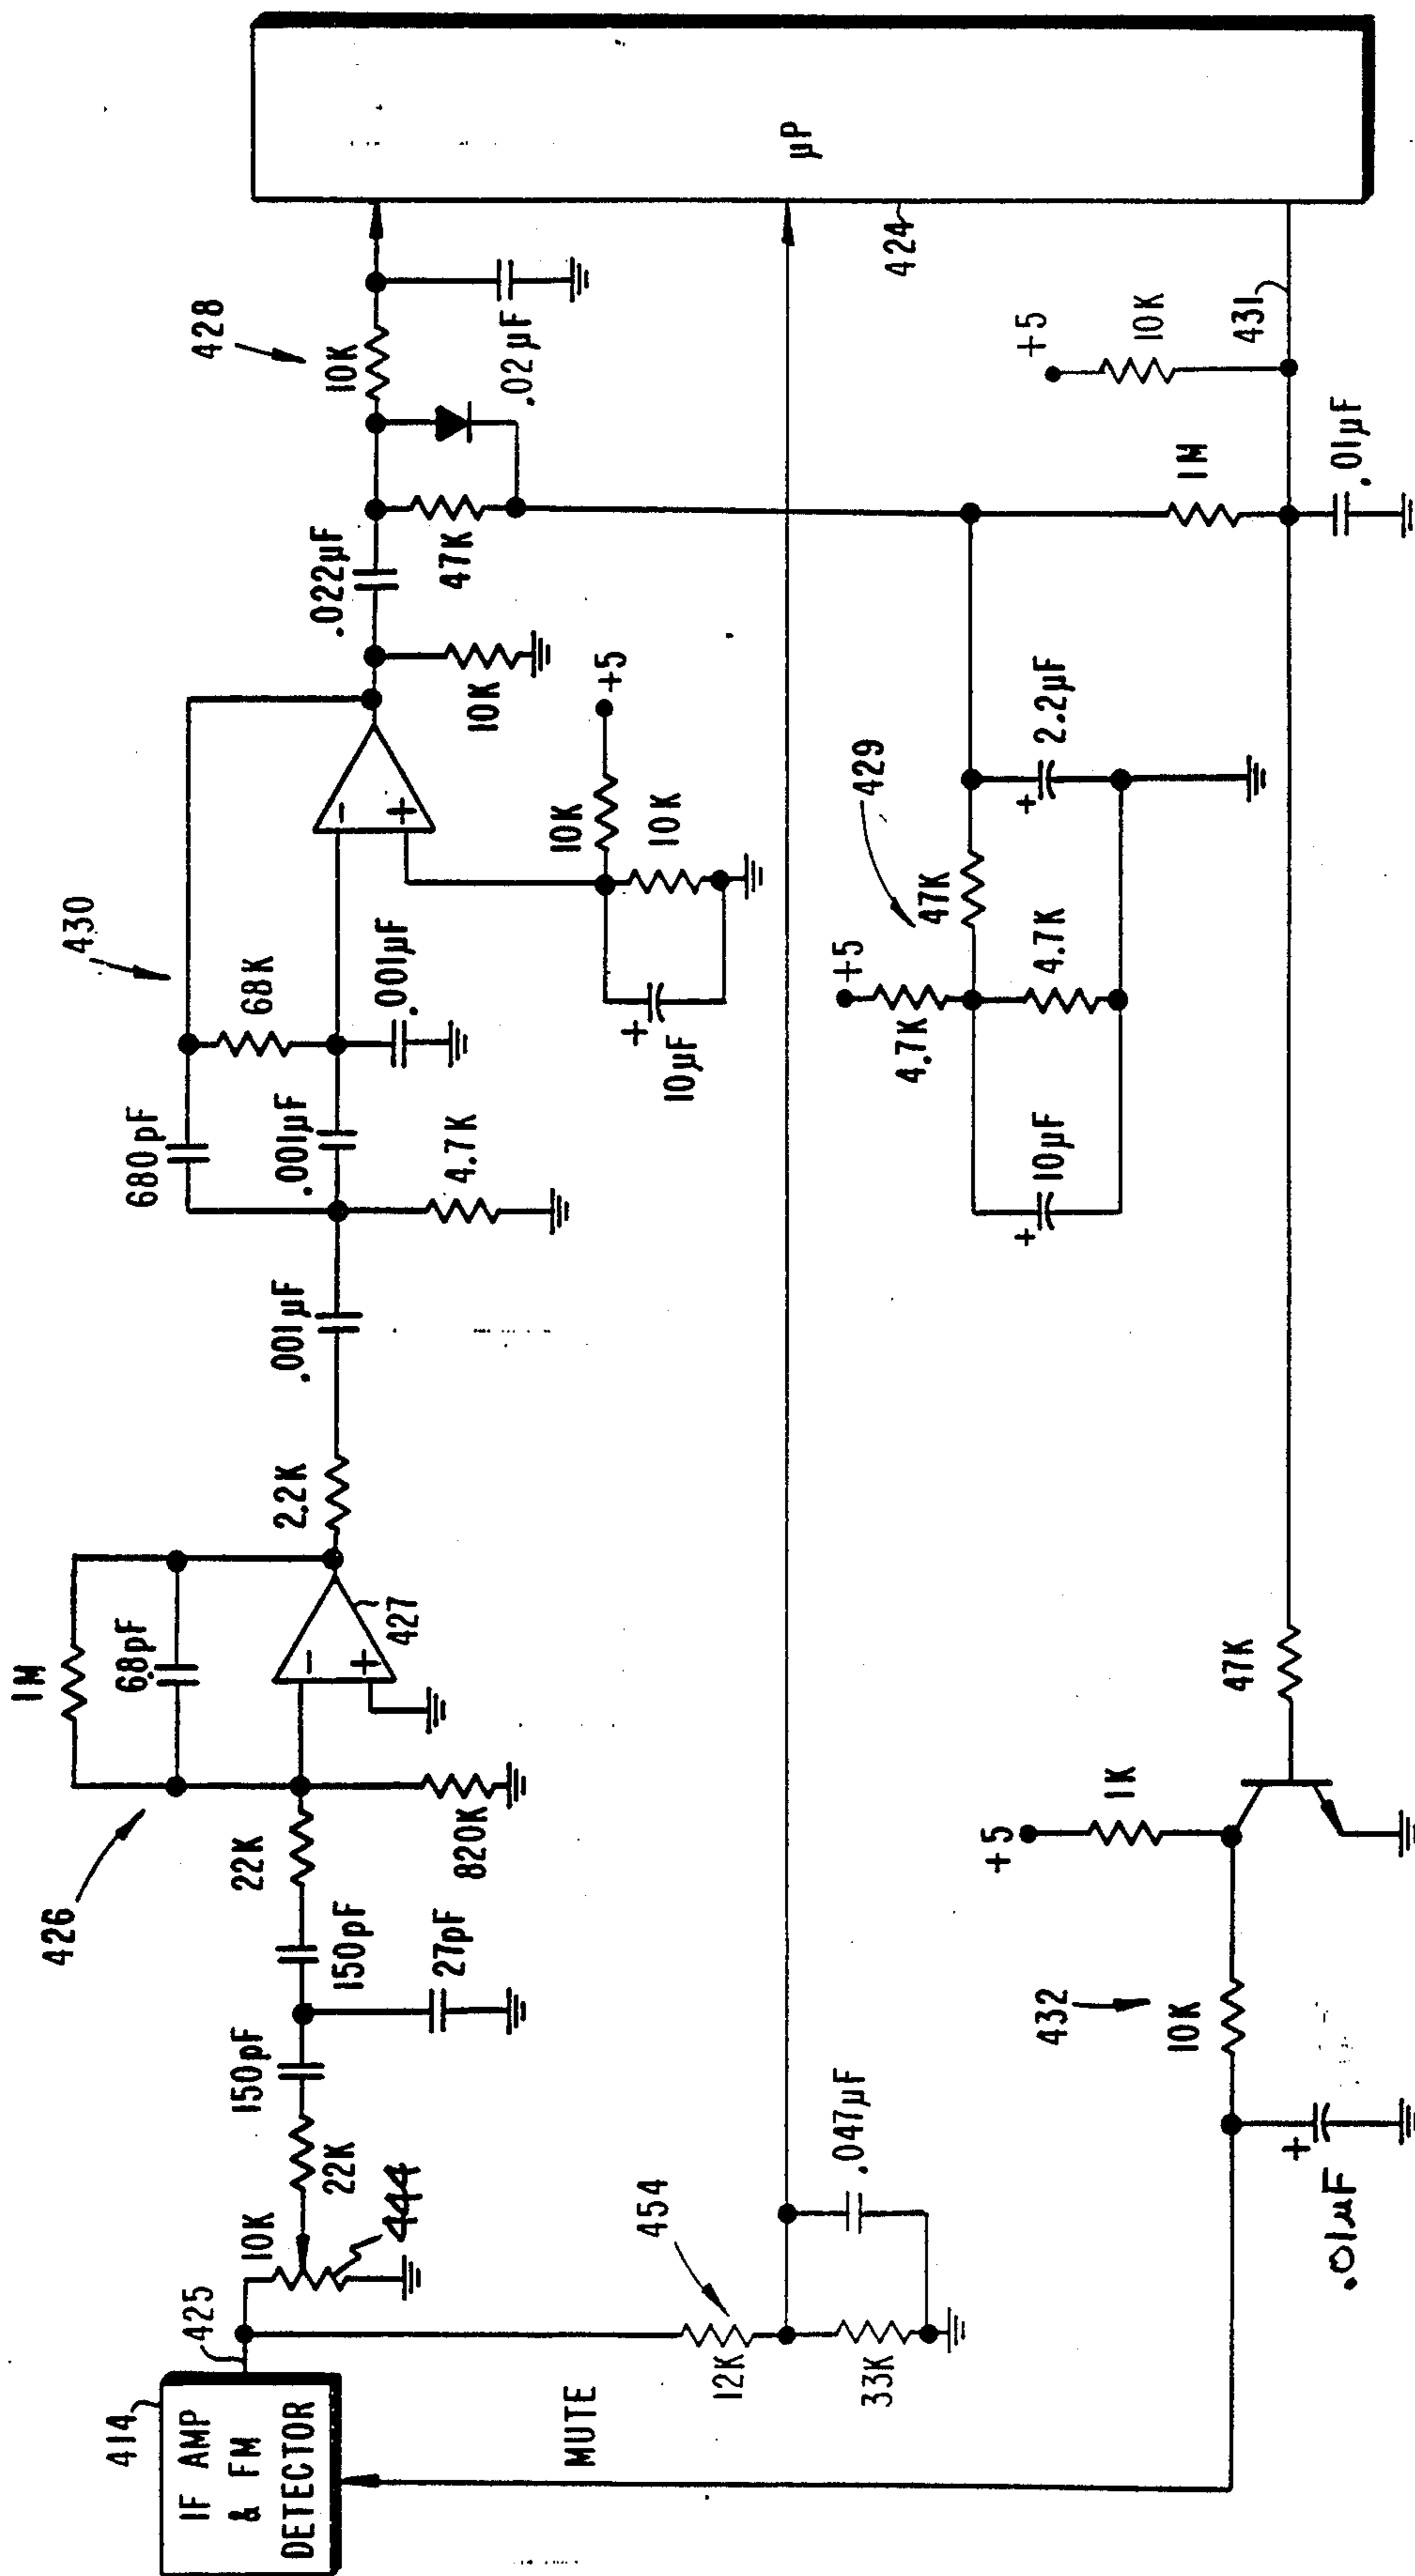 414
IF AMP
& FM
DETECTOR
425
10K
444
22K
150pF
150pF
27pF
22K
820K
426
1M
68pF
-
+
427
2.2K
.001µF
4.7K
680pF
.001µF
.001µF
68K
430
-
+
10µF
+
10K
10K
+5
10K
.022µF
47K
428
10K
.02µF
µP
424
MUTE
454
12K
33K
.047µF
+
10µF
4.7K
+5
4.7K
47K
429
+
2.2µF
1M
+5
10K
431
.01µF
+
.01µF
432
10K
+5
1K
47K